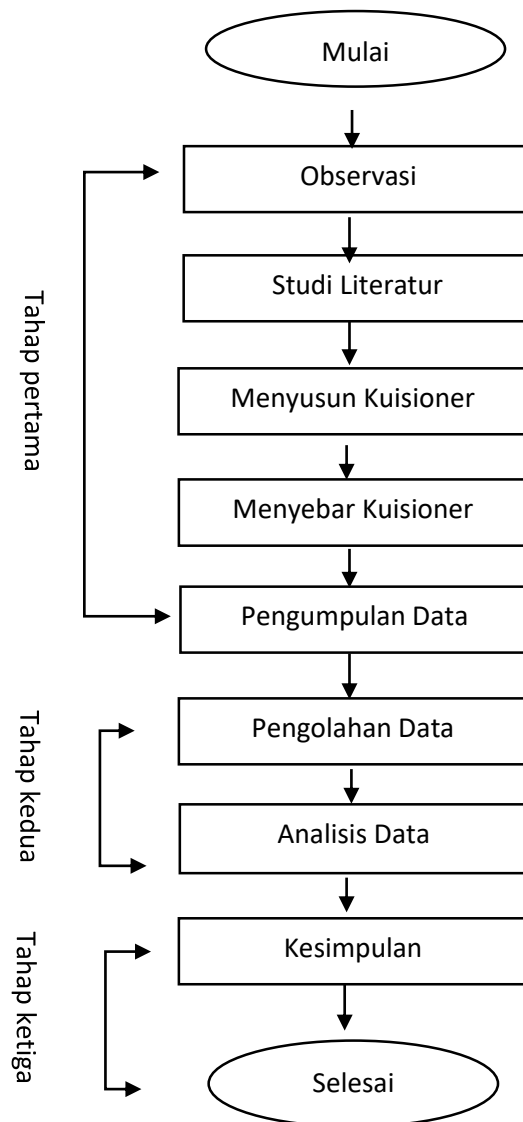 Mulai
Observasi
Studi Literatur
Menyusun Kuisioner
Menyebar Kuisioner
Pengumpulan Data
Tahap pertama
Pengolahan Data
Analisis Data
Tahap kedua
Kesimpulan
Selesai
Tahap ketiga